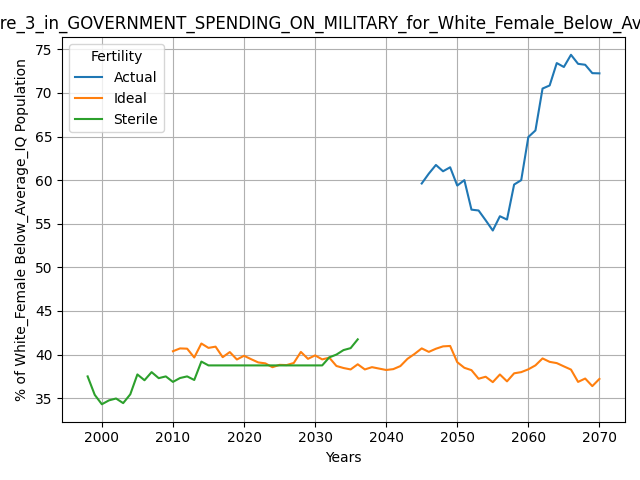 re_3_in_GOVERNMENT_SPENDING_ON_MILITARY_for_White_Female_Below_Av
75
70
65
60
55
50
45
40
35
% of White_Female Below_Average_IQ Population
Fertility
Actual
Ideal
Sterile
2000
2010
2020
2030
2040
2050
2060
2070
Years